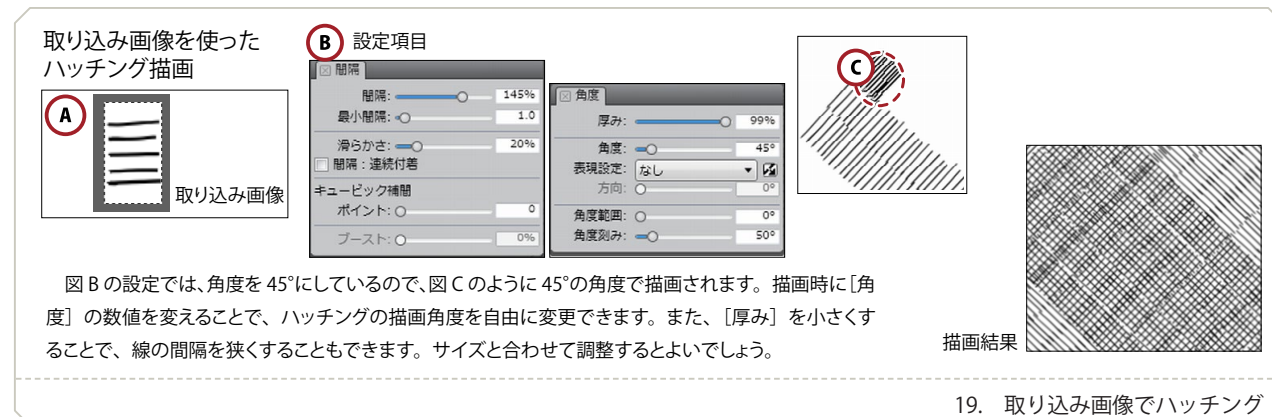 取り込み画像を使った
ハッチング描画
A
取り込み画像
B 設定項目
間隔
間隔: 145%
最小間隔: 1.0
滑らかさ: 20%
間隔：連続付着
キュービック補間
ポイント: 0
ブースト: 0%
角度
厚み: 99%
角度: 45°
表現設定: なし
方向: 0°
角度範囲: 0°
角度刻み: 50°
C
図 B の設定では、角度を 45°にしているので、図 C のように 45°の角度で描画されます。描画時に［角
度］の数値を変えることで、ハッチングの描画角度を自由に変更できます。また、［厚み］を小さくす
ることで、線の間隔を狭くすることもできます。サイズと合わせて調整するとよいでしょう。
描画結果
19. 取り込み画像でハッチング